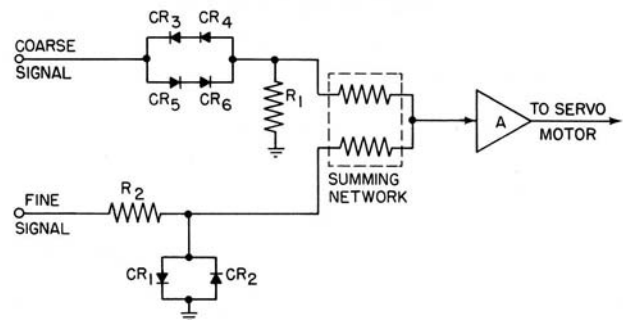 CR3 CR4
COARSE
SIGNAL
CR5 CR6
R1
A
TO SERVO
MOTOR
SUMMING
NETWORK
FINE
SIGNAL
R2
CR1 CR2